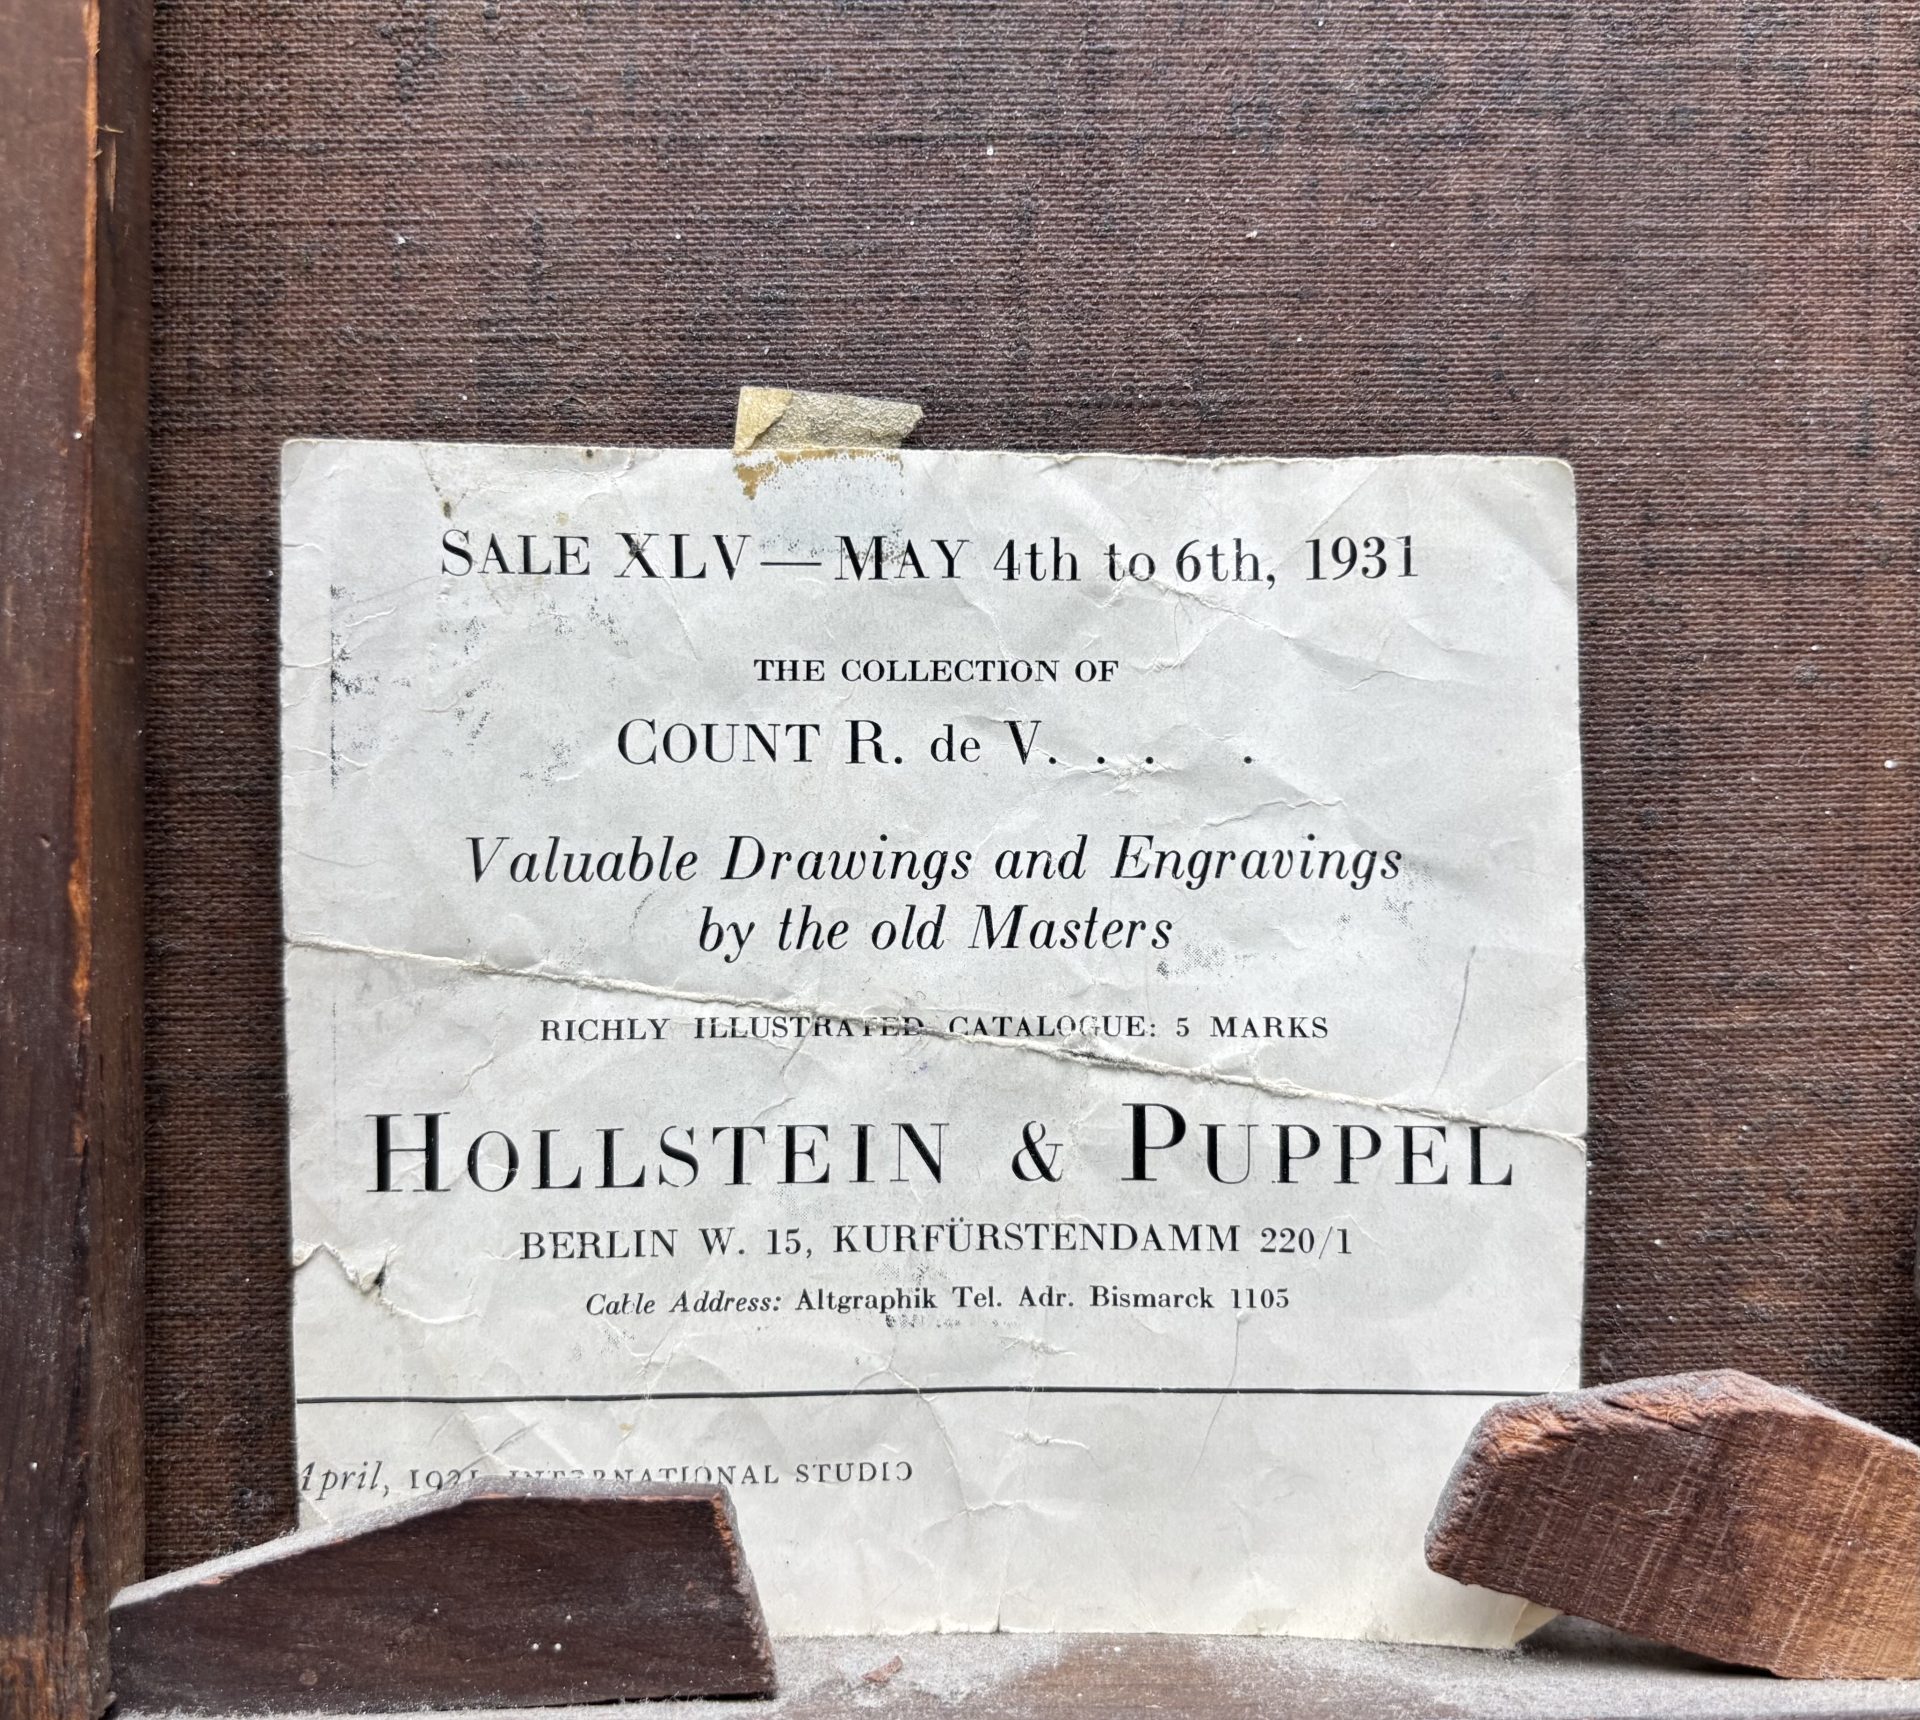 SALE XLV — MAY 4th to 6th, 1931
THE COLLECTION OF
COUNT R. de V. . . .
Valuable Drawings and Engravings
by the old Masters
RICHLY ILLUSTRATED CATALOGUE: 5 MARKS
HOLLSTEIN & PUPPEL
BERLIN W. 15, KURFÜRSTENDAMM 220/1
Cable Address: Altgraphik Tel. Adr. Bismarck 1105
April, 1931 INTERNATIONAL STUDIO